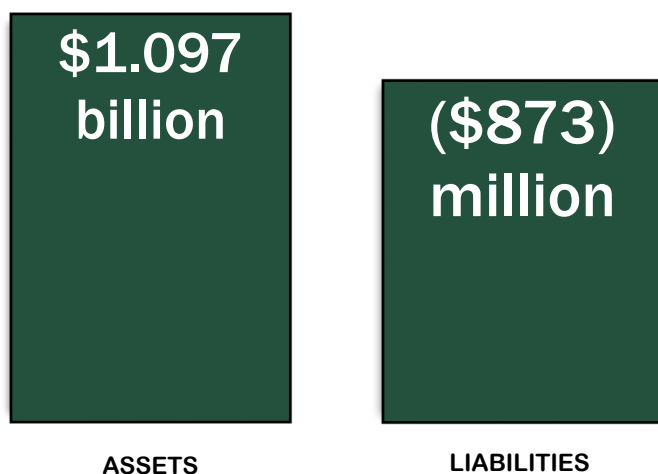 $1.097
billion
($873)
million
ASSETS
LIABILITIES